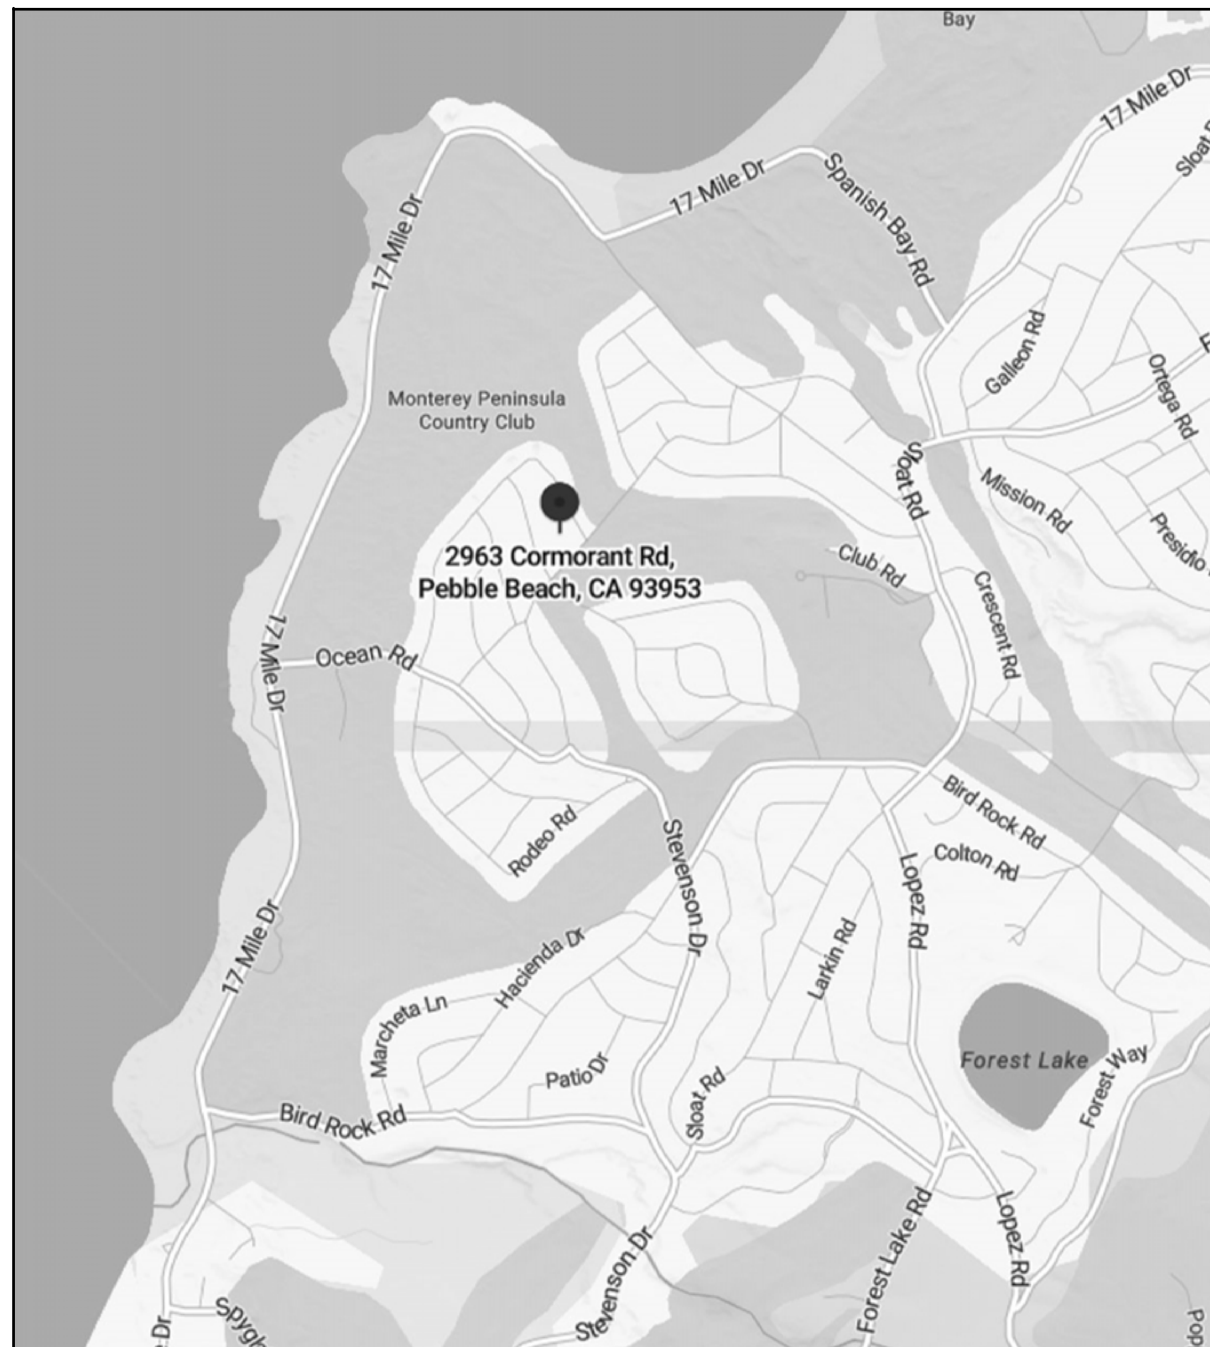 Bay
17 Mile Dr
Sloat
17 Mile Dr
Spanish Bay Rd
17 Mile Dr
Galleon Rd
Ortega Rd
Monterey Peninsula
Country Club
Sloat Rd
Mission Rd
Presidio
2963 Cormorant Rd,
Pebble Beach, CA 93953
Club Rd
Crescent Rd
17 Mile Dr
Ocean Rd
Bird Rock Rd
Rodeo Rd
Stevenson Dr
Colton Rd
Lopez Rd
17 Mile Dr
Hacienda Dr
Larkin Rd
Marcheta Ln
Forest Lake
Patio Dr
Forest Way
Sloat Rd
Bird Rock Rd
Lopez Rd
Forest Lake Rd
Stevenson Dr
Dr